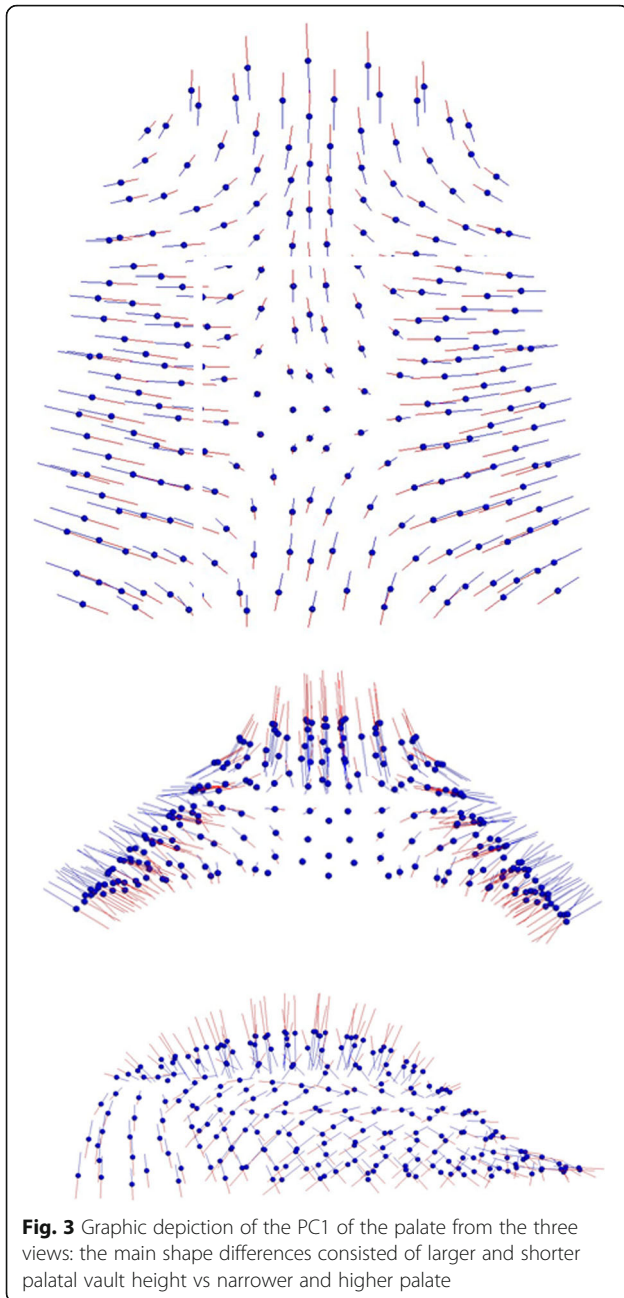 Fig. 3 Graphic depiction of the PC1 of the palate from the three
views: the main shape differences consisted of larger and shorter
palatal vault height vs narrower and higher palate